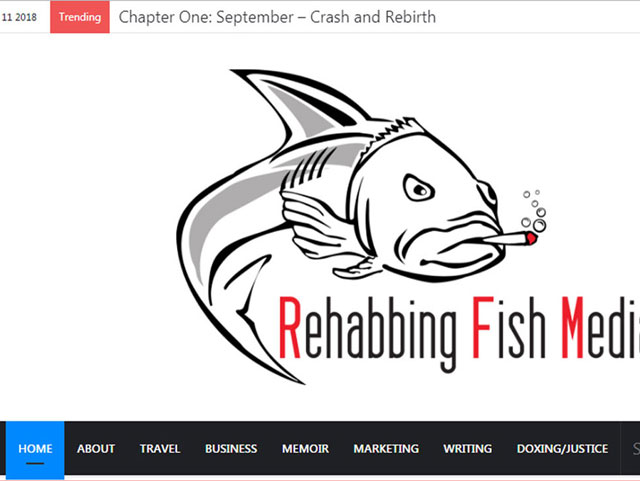 11 2018 Trending Chapter One: September – Crash and Rebirth
Rehabbing Fish Media
HOME ABOUT TRAVEL BUSINESS MEMOIR MARKETING WRITING DOXING/JUSTICE S